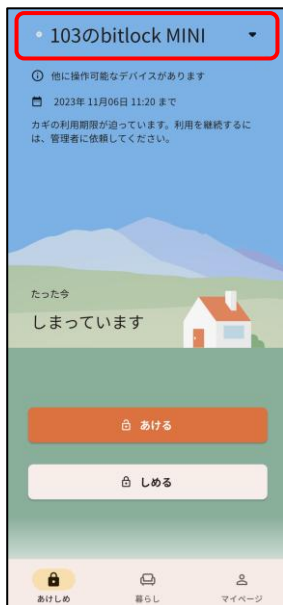 103のbitlock MINI
他に操作可能なデバイスがあります
2023年 11月06日 11:20 まで
カギの利用期限が迫っています。利用を継続するに
は、管理者に依頼してください。
たった今
しまっています
あける
しめる
あけしめ 暮らし マイページ